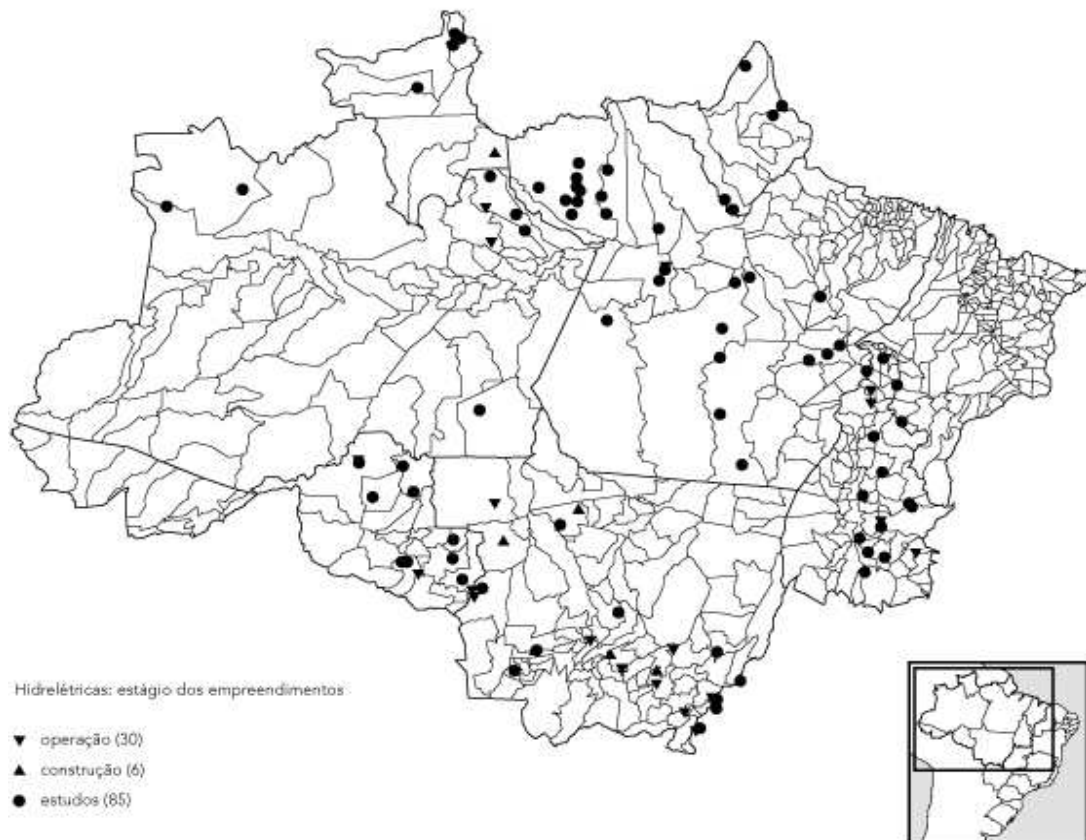 Hidrelétricas: estágio dos empreendimentos
operação (30)
construção (6)
estudos (85)